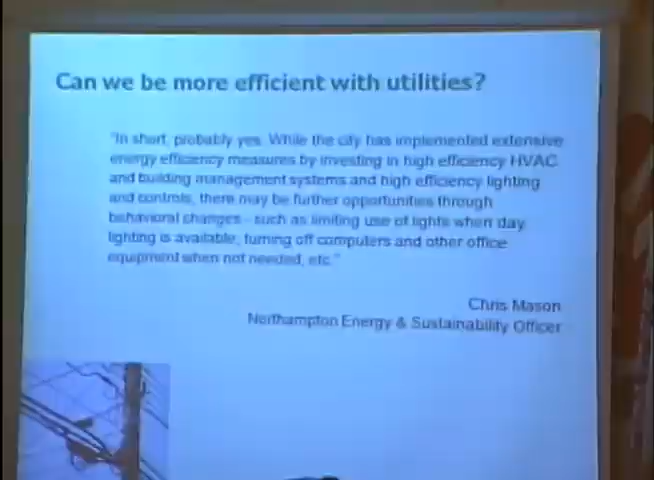 Can we be more efficient with utilities?
"In short, probably yes. While the city has implemented extensive
energy efficiency measures by investing in high efficiency HVAC
and building management systems and high efficiency lighting
and controls, there may be further opportunities through
behavioral changes - such as limiting use of lights when day
lighting is available, turning off computers and other office
equipment when not needed, etc."
Chris Mason
Northampton Energy & Sustainability Officer